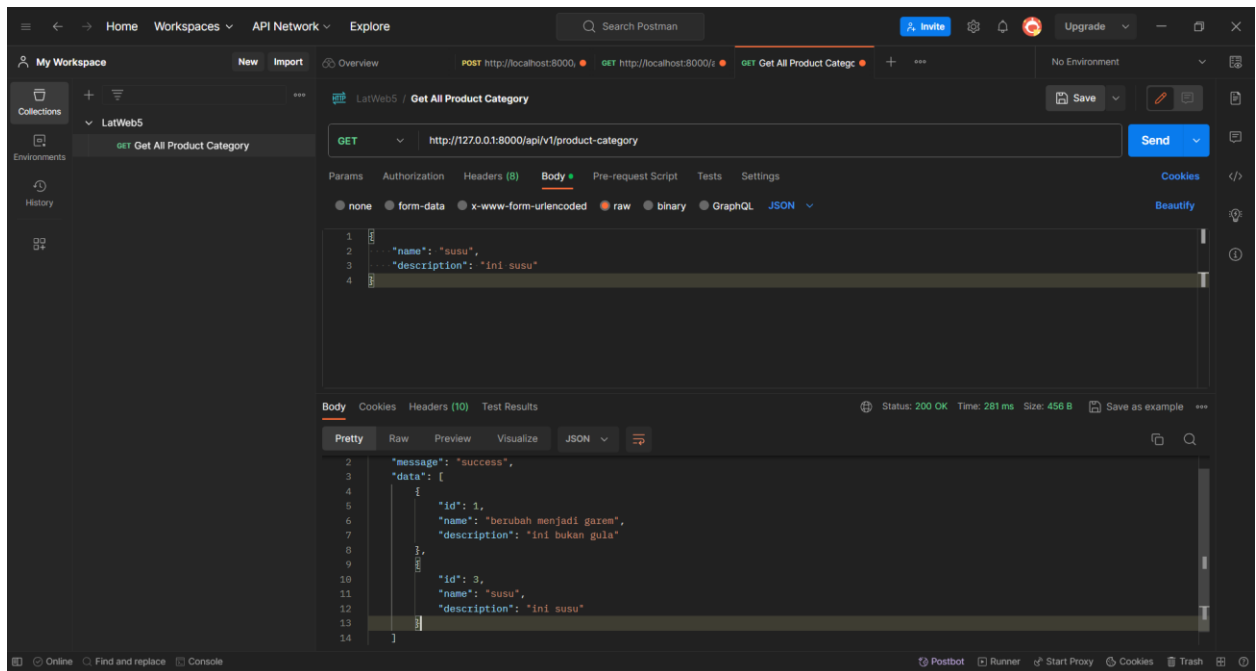 Home Workspaces API Network Explore Search Postman Invite Upgrade
My Workspace New Import Overview POST http://localhost:8000, GET http://localhost:8000/a GET Get All Product Catego No Environment
Collections
Environments
History
LatWeb5
GET Get All Product Category
HTTP LatWeb5 / Get All Product Category Save
GET http://127.0.0.1:8000/api/v1/product-category Send
Params Authorization Headers (8) Body Pre-request Script Tests Settings Cookies
none form-data x-www-form-urlencoded raw binary GraphQL JSON Beautify
1 {
2 "name": "susu",
3 "description": "ini susu"
4 }
Body Cookies Headers (10) Test Results Status: 200 OK Time: 281 ms Size: 456 B Save as example
Pretty Raw Preview Visualize JSON
2 "message": "success",
3 "data": [
4 {
5 "id": 1,
6 "name": "berubah menjadi garem",
7 "description": "ini bukan gula"
8 },
9 {
10 "id": 3,
11 "name": "susu",
12 "description": "ini susu"
13 }
14 ]
Online Find and replace Console Postbot Runner Start Proxy Cookies Trash